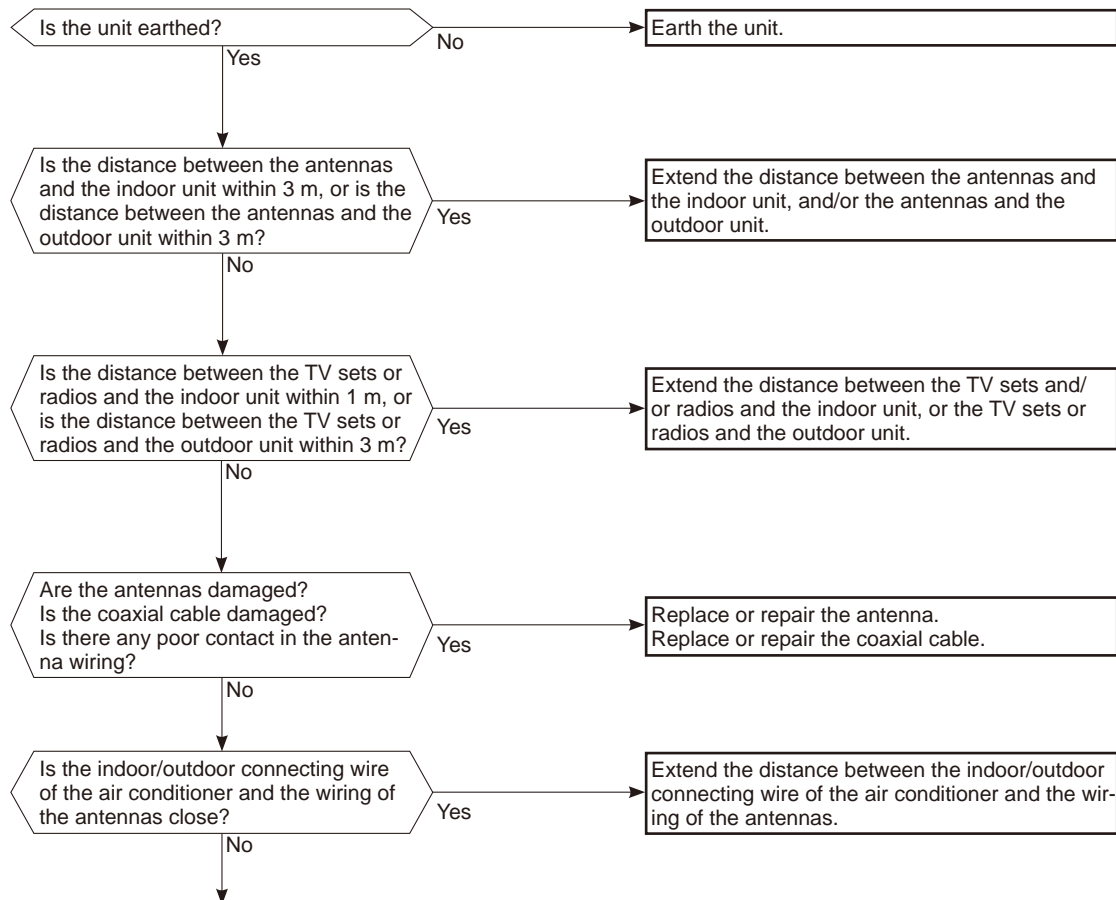 Is the unit earthed?
No
Earth the unit.
Yes
Is the distance between the antennas
and the indoor unit within 3 m, or is the
distance between the antennas and the
outdoor unit within 3 m?
Yes
Extend the distance between the antennas and
the indoor unit, and/or the antennas and the
outdoor unit.
No
Is the distance between the TV sets or
radios and the indoor unit within 1 m, or
is the distance between the TV sets or
radios and the outdoor unit within 3 m?
Yes
Extend the distance between the TV sets and/
or radios and the indoor unit, or the TV sets or
radios and the outdoor unit.
No
Are the antennas damaged?
Is the coaxial cable damaged?
Is there any poor contact in the anten-
na wiring?
Yes
Replace or repair the antenna.
Replace or repair the coaxial cable.
No
Is the indoor/outdoor connecting wire
of the air conditioner and the wiring of
the antennas close?
Yes
Extend the distance between the indoor/outdoor
connecting wire of the air conditioner and the wir-
ing of the antennas.
No